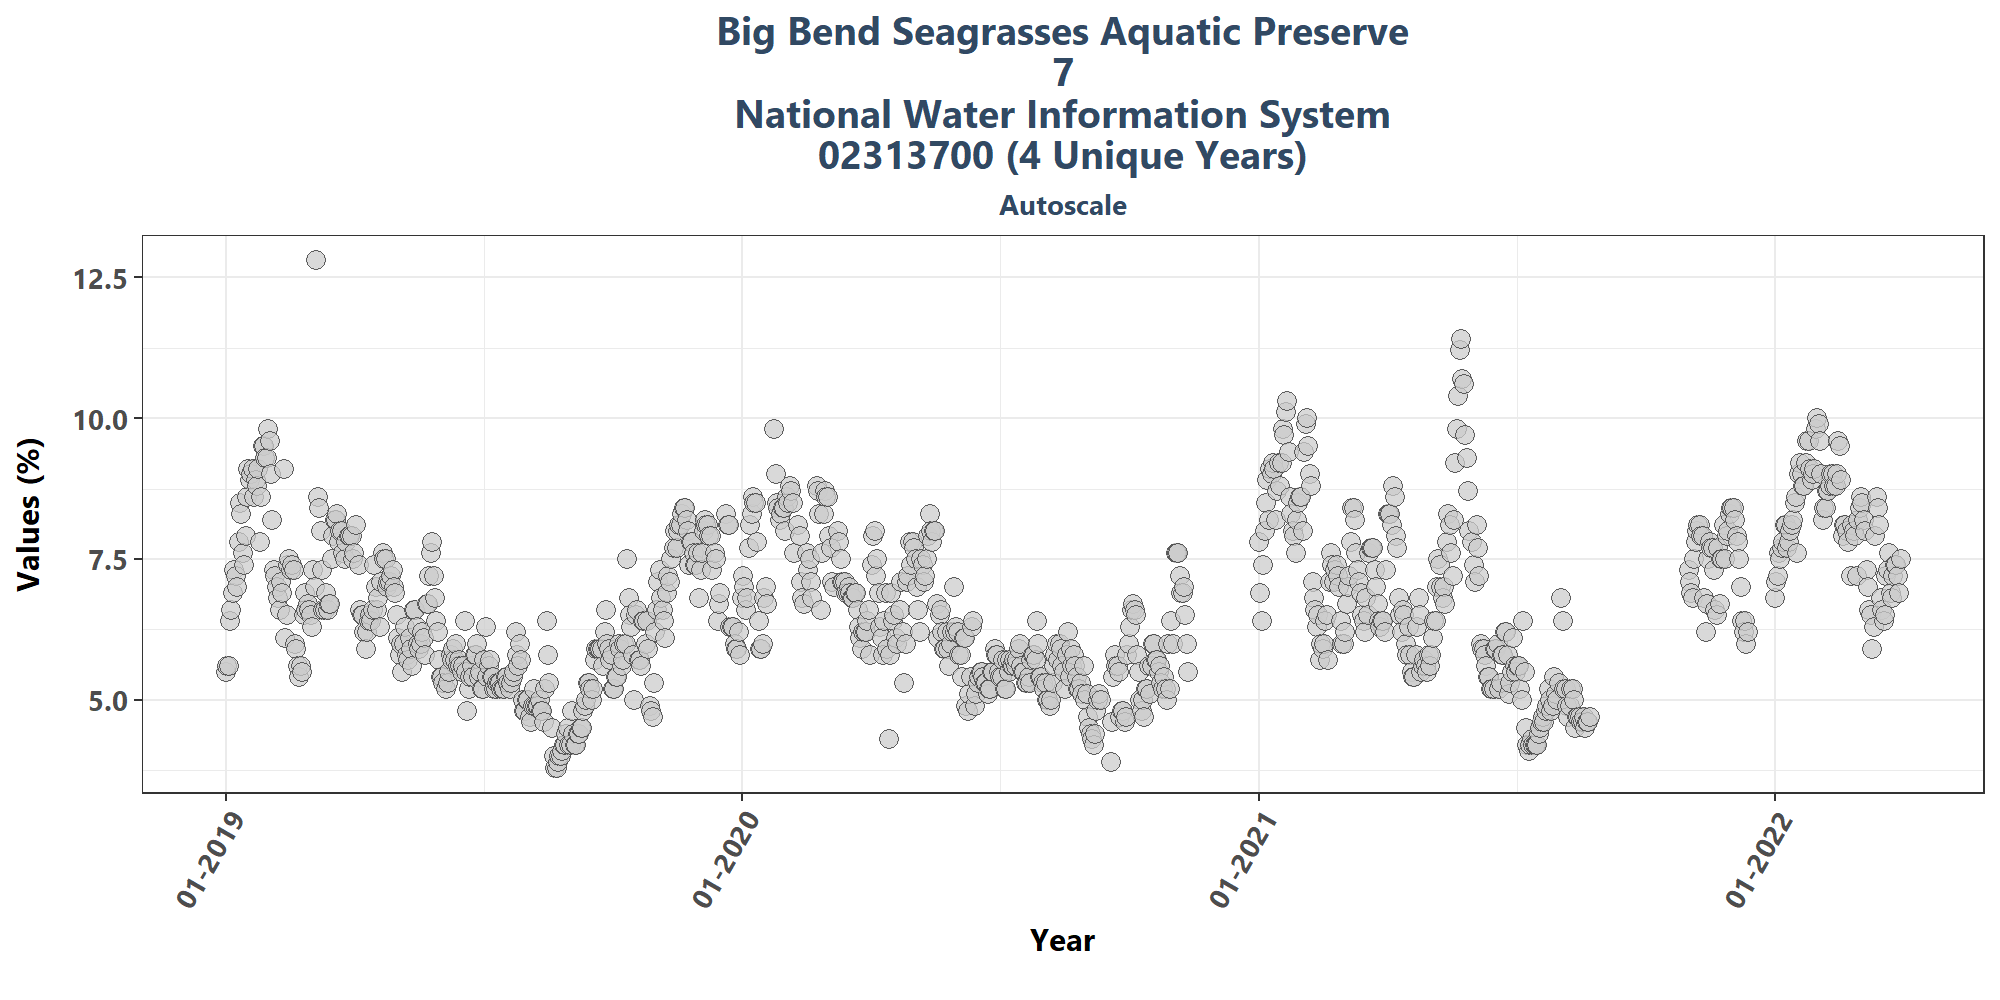 Big Bend Seagrasses Aquatic Preserve
7
National Water Information System
02313700 (4 Unique Years)
Autoscale
Values (%)
12.5
10.0
7.5
5.0
01-2019
01-2020
01-2021
01-2022
Year